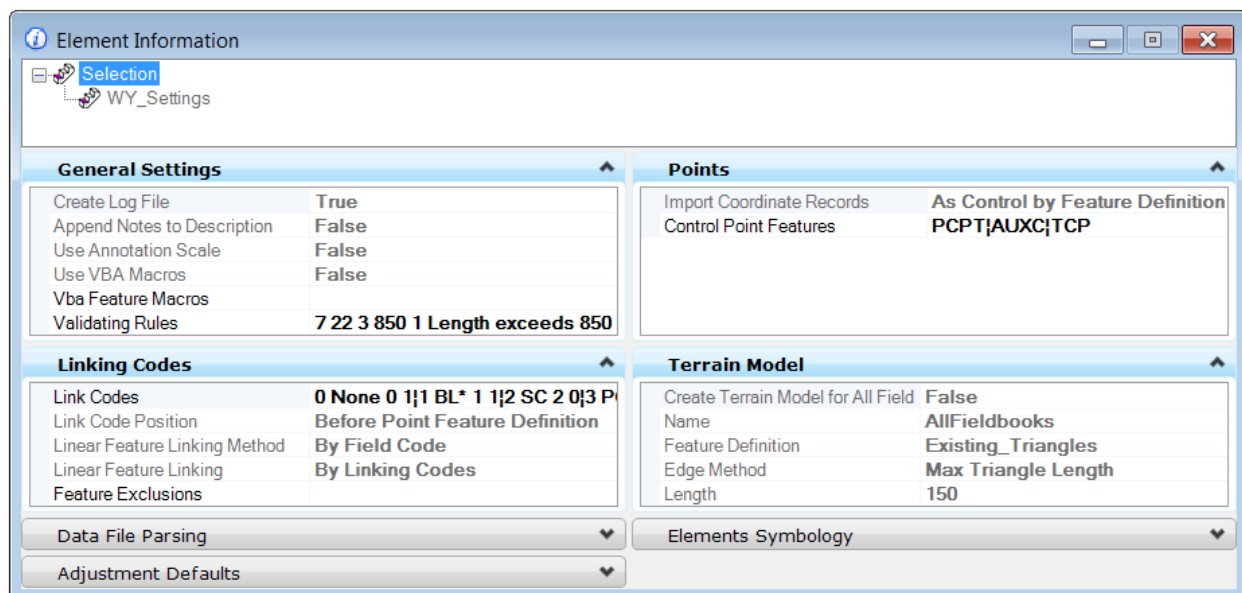 Element Information
Selection
WY_Settings
General Settings
Create Log File True
Append Notes to Description False
Use Annotation Scale False
Use VBA Macros False
Vba Feature Macros
Validating Rules 7 22 3 850 1 Length exceeds 850
Points
Import Coordinate Records As Control by Feature Definition
Control Point Features PCPT¦AUXC¦TCP
Linking Codes
Link Codes 0 None 0 1¦1 BL* 1 1¦2 SC 2 0¦3 P
Link Code Position Before Point Feature Definition
Linear Feature Linking Method By Field Code
Linear Feature Linking By Linking Codes
Feature Exclusions
Terrain Model
Create Terrain Model for All Field False
Name AllFieldbooks
Feature Definition Existing_Triangles
Edge Method Max Triangle Length
Length 150
Data File Parsing
Elements Symbology
Adjustment Defaults